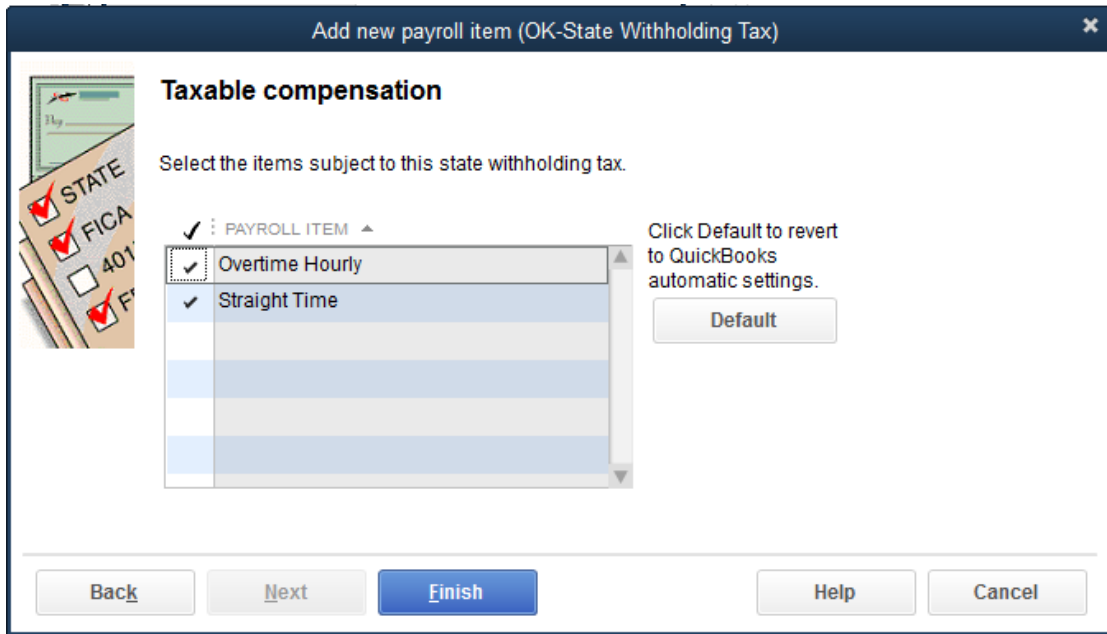 Add new payroll item (OK-State Withholding Tax)
Taxable compensation
Pay
STATE
FICA
401
Select the items subject to this state withholding tax.
PAYROLL ITEM
Overtime Hourly
Straight Time
Click Default to revert
to QuickBooks
automatic settings.
Default
Back
Next
Finish
Help
Cancel